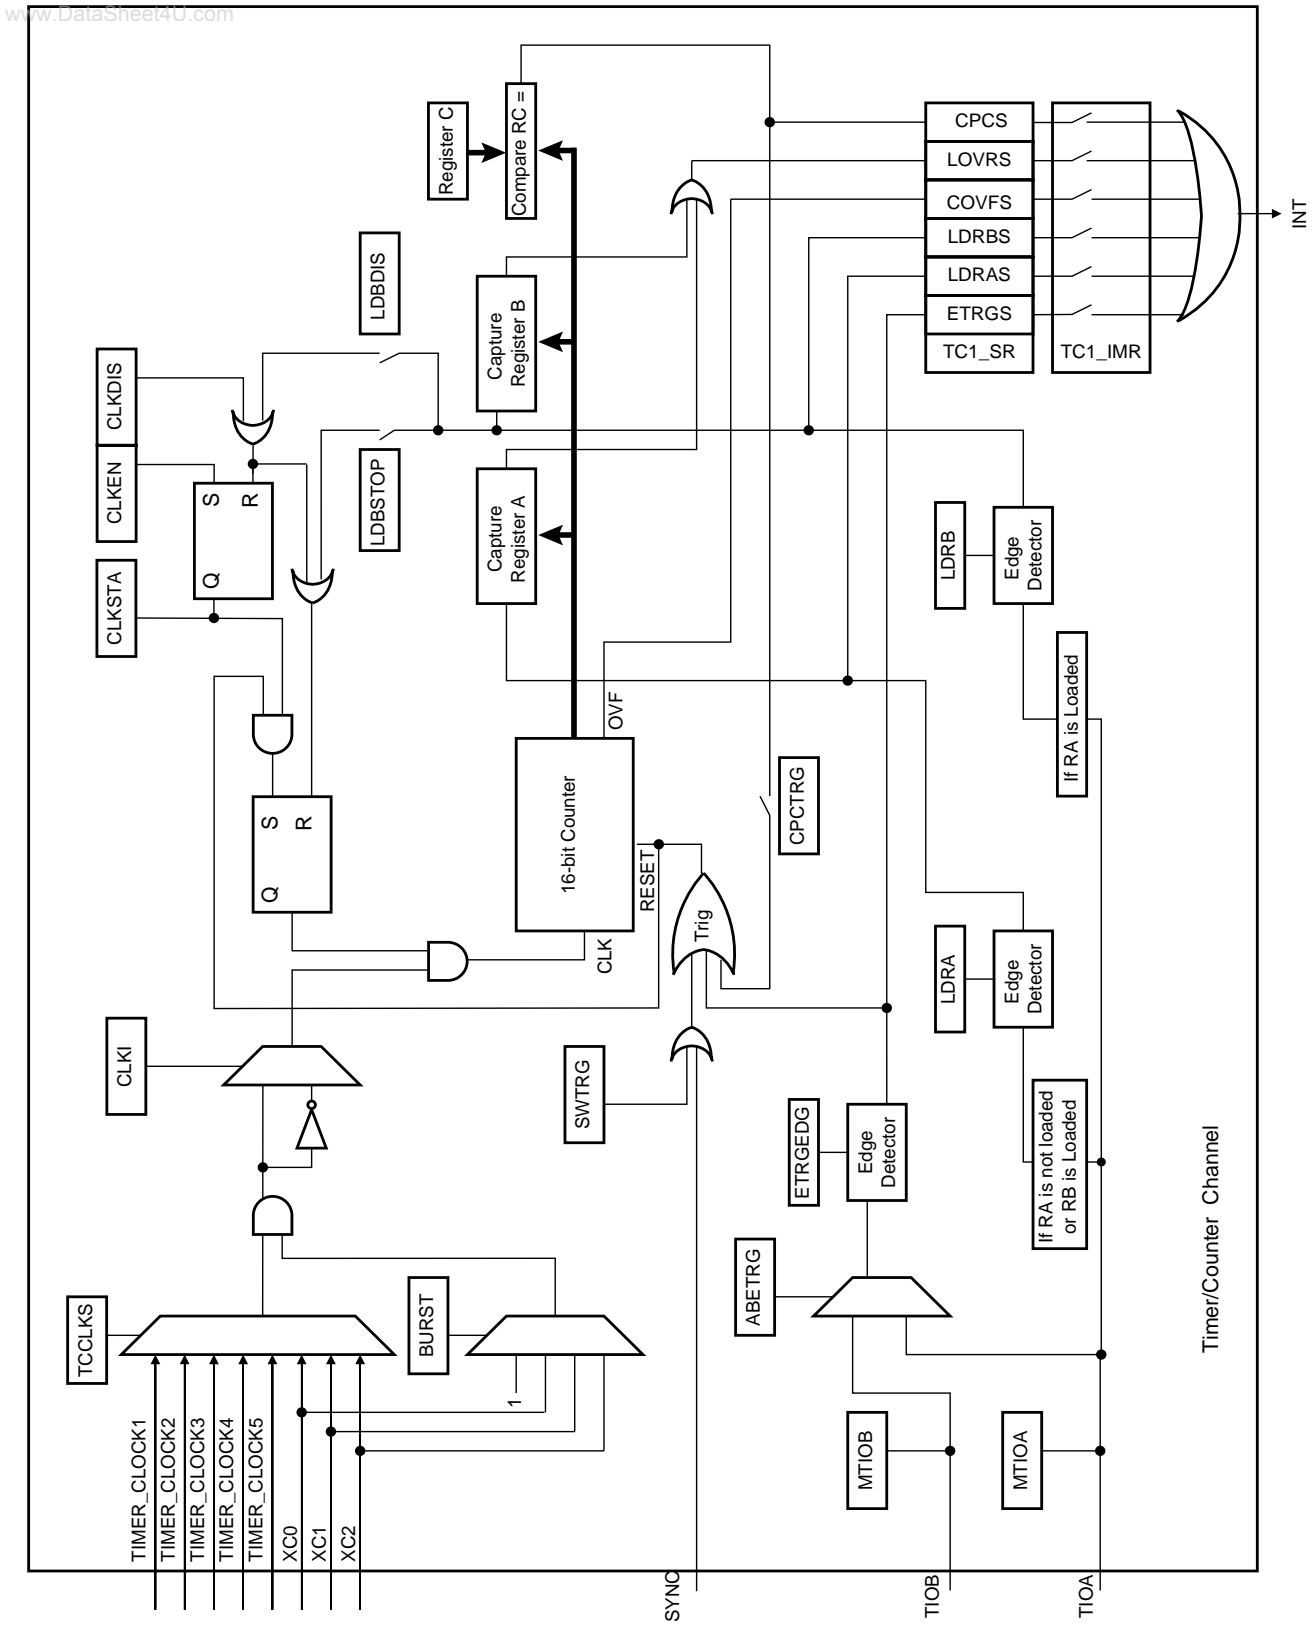 www.DataSheet4U.com
TCCLKS
TIMER_CLOCK1
TIMER_CLOCK2
TIMER_CLOCK3
TIMER_CLOCK4
TIMER_CLOCK5
XC0
XC1
XC2
BURST
1
CLKI
CLKSTA
CLKEN
CLKDIS
Q
S
R
Q
S
R
LDBSTOP
LDBDIS
Register C
Capture
Register A
Capture
Register B
Compare RC =
16-bit Counter
CLK
OVF
RESET
SWTRG
SYNC
Trig
CPCTRG
ABETRG
ETRGEDG
Edge
Detector
MTIOB
TIOB
MTIOA
TIOA
LDRA
Edge
Detector
If RA is not loaded
or RB is Loaded
LDRB
Edge
Detector
If RA is Loaded
CPCS
LOVRS
COVFS
LDRBS
LDRAS
ETRGS
TC1_SR
TC1_IMR
INT
Timer/Counter Channel